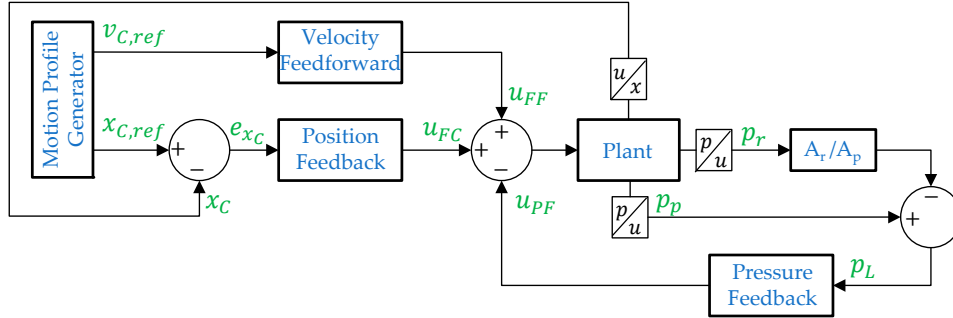 Motion Profile
Generator
v_{C,ref}
x_{C,ref}
+
−
e_{x_C}
x_C
Velocity
Feedforward
Position
Feedback
u_{FF}
u_{FC}
+
+
−
u_{PF}
Plant
u/x
p/u
p_r
A_r/A_p
p/u
p_p
−
+
p_L
Pressure
Feedback